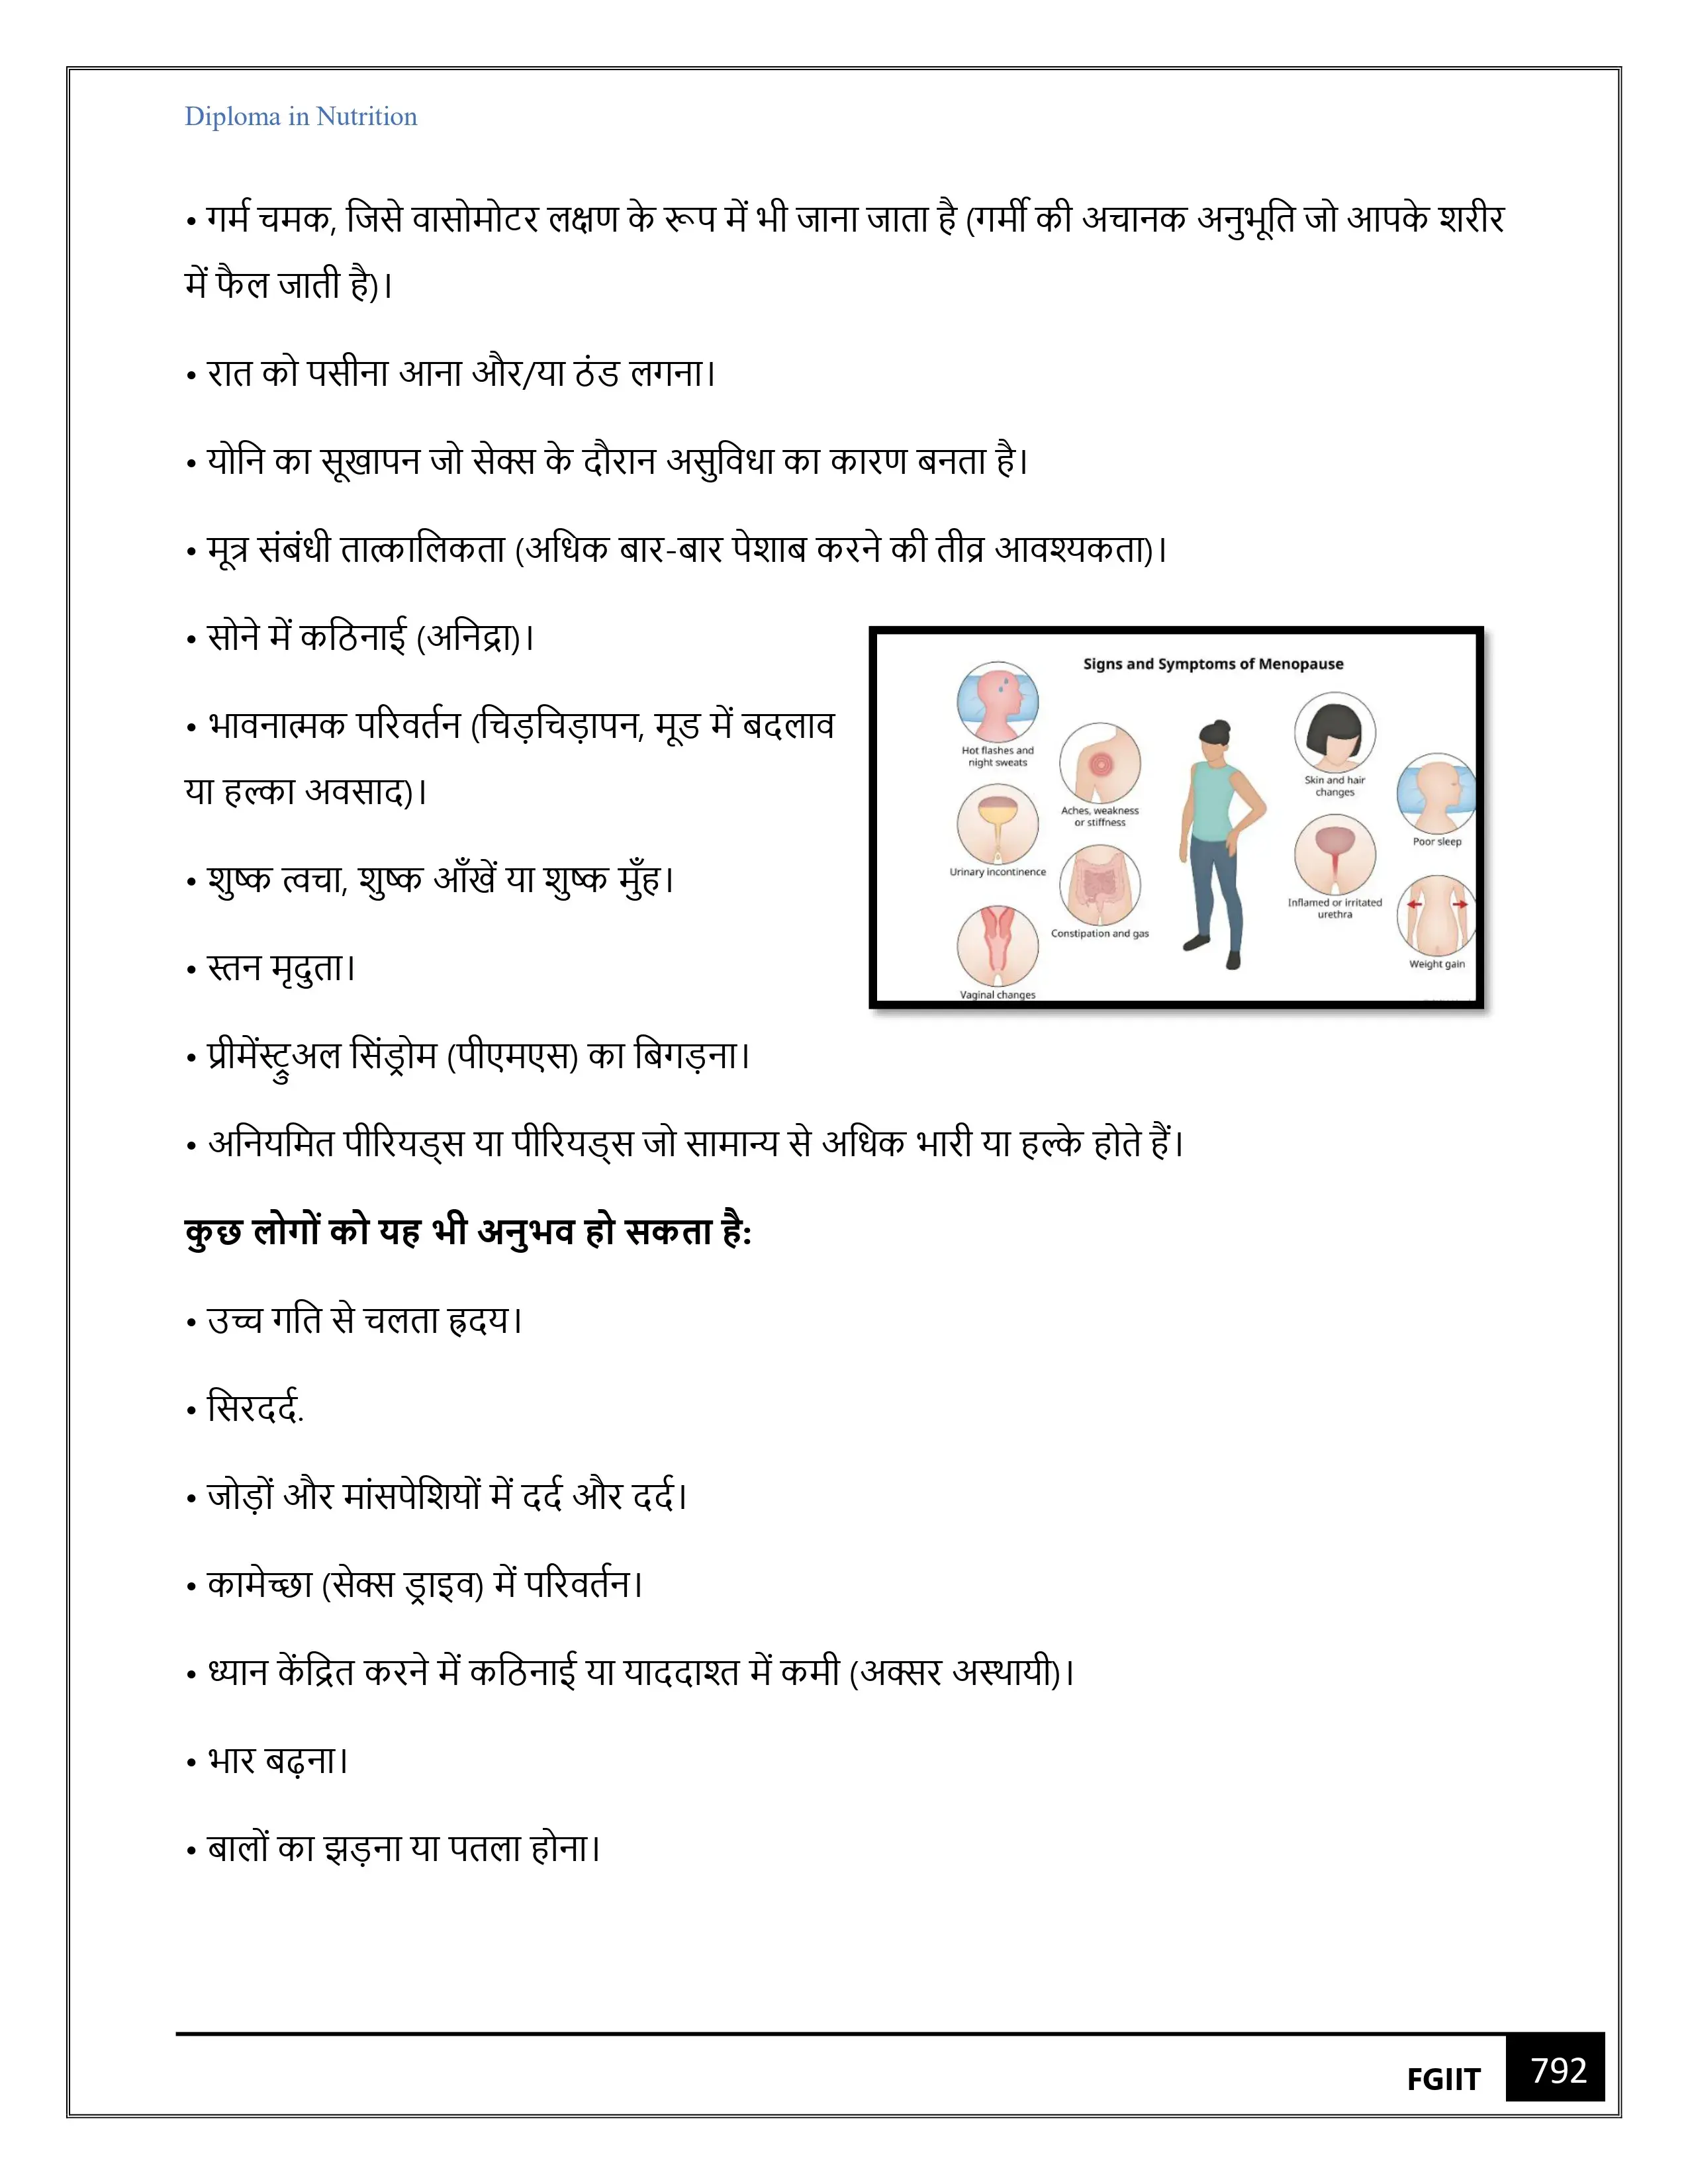 Diploma in Nutrition
• गर्म चमक, जिसे वासोमोटर लक्षण के रूप में भी जाना जाता है (गर्मी की अचानक अनुभूति जो आपके शरीर
में फैल जाती है)।
• रात को पसीना आना और/या ठंड लगना।
• योनि का सूखापन जो सेक्स के दौरान असुविधा का कारण बनता है।
• मूत्र संबंधी तात्कालिकता (अधिक बार-बार पेशाब करने की तीव्र आवश्यकता)।
• सोने में कठिनाई (अनिद्रा)।
• भावनात्मक परिवर्तन (चिड़चिड़ापन, मूड में बदलाव
या हल्का अवसाद)।
• शुष्क त्वचा, शुष्क आँखें या शुष्क मुँह।
• स्तन मृदुता।
Signs and Symptoms of Menopause
Hot flashes and
night sweats
Aches, weakness
or stiffness
Skin and hair
changes
Poor sleep
Urinary incontinence
Constipation and gas
Inflamed or irritated
urethra
Weight gain
Vaginal changes
• प्रीमेंस्ट्रुअल सिंड्रोम (पीएमएस) का बिगड़ना।
• अनियमित पीरियड्स या पीरियड्स जो सामान्य से अधिक भारी या हल्के होते हैं।
कुछ लोगों को यह भी अनुभव हो सकता है:
• उच्च गति से चलता ह्रदय।
• सिरदर्द.
• जोड़ों और मांसपेशियों में दर्द और दर्द।
• कामेच्छा (सेक्स ड्राइव) में परिवर्तन।
• ध्यान केंद्रित करने में कठिनाई या याददाश्त में कमी (अक्सर अस्थायी)।
• भार बढ़ना।
• बालों का झड़ना या पतला होना।
FGIIT 792